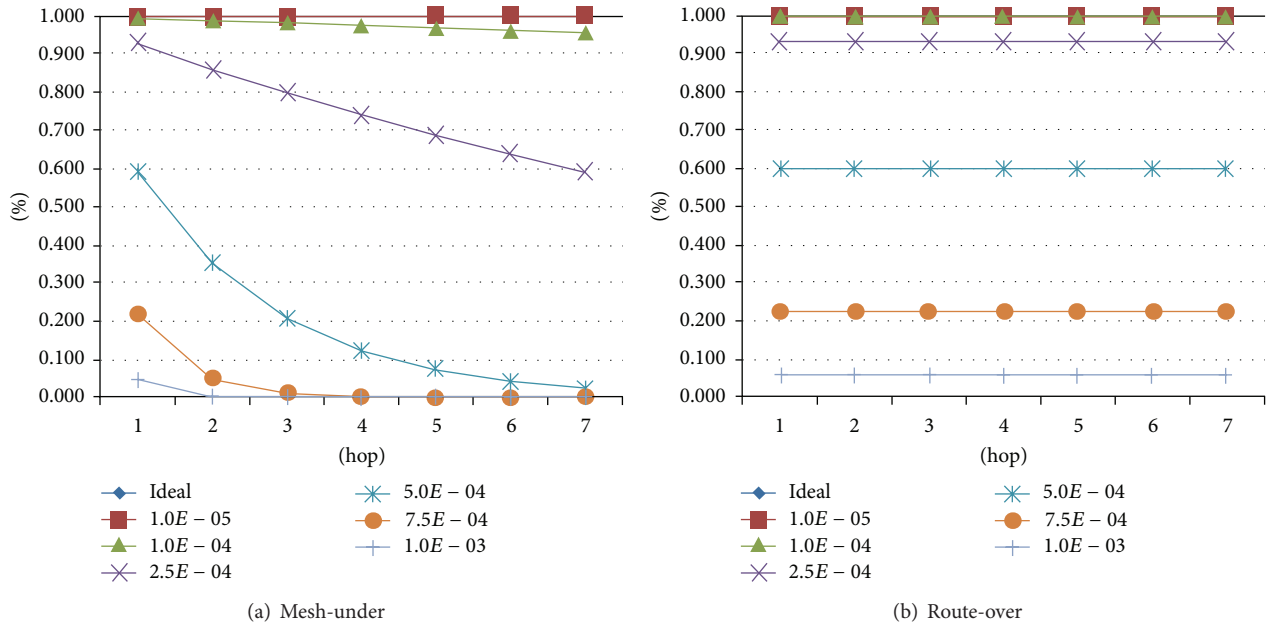 1.000
0.900
0.800
0.700
0.600
0.500
0.400
0.300
0.200
0.100
0.000
(%)
1 2 3 4 5 6 7
(hop)
Ideal
1.0E − 05
1.0E − 04
2.5E − 04
5.0E − 04
7.5E − 04
1.0E − 03
(a) Mesh-under
1.000
0.900
0.800
0.700
0.600
0.500
0.400
0.300
0.200
0.100
0.000
(%)
1 2 3 4 5 6 7
(hop)
Ideal
1.0E − 05
1.0E − 04
2.5E − 04
5.0E − 04
7.5E − 04
1.0E − 03
(b) Route-over